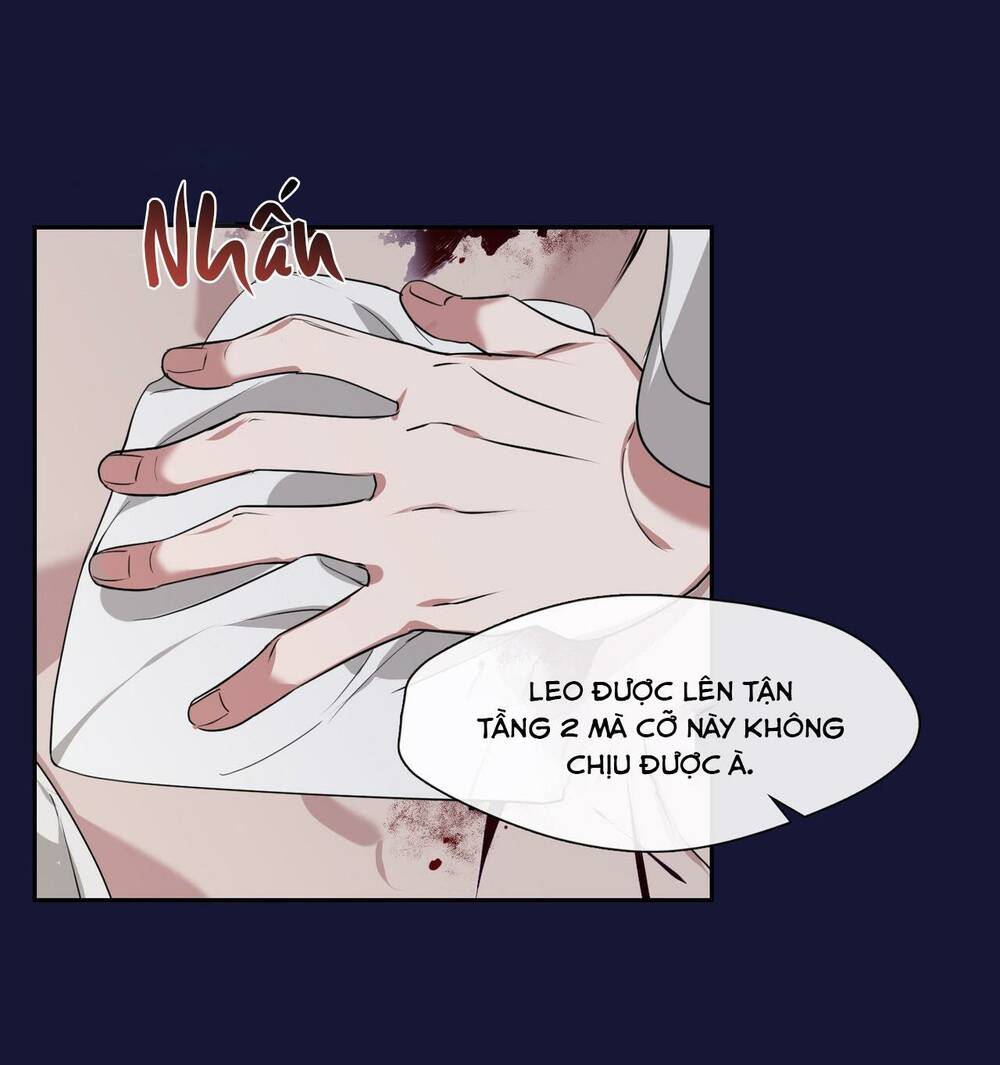 Nhấn
LEO ĐƯỢC LÊN TẬN
TẦNG 2 MÀ CỠ NÀY KHÔNG
CHỊU ĐƯỢC À.